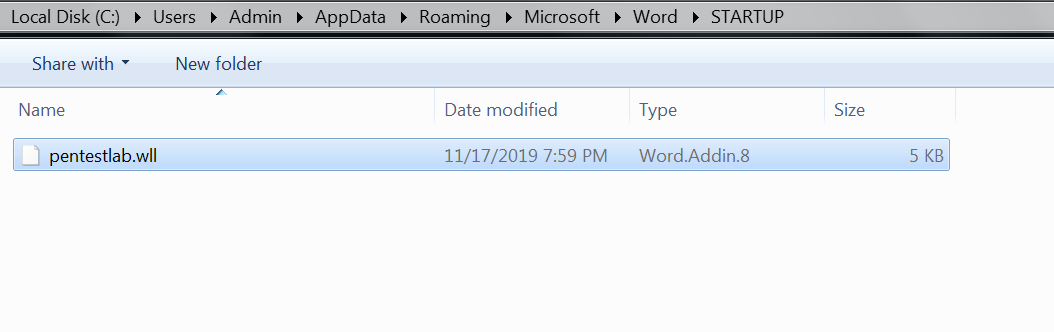 Local Disk (C:) Users Admin AppData Roaming Microsoft Word STARTUP
Share with New folder
Name Date modified Type Size
pentestlab.wll 11/17/2019 7:59 PM Word.Addin.8 5 KB